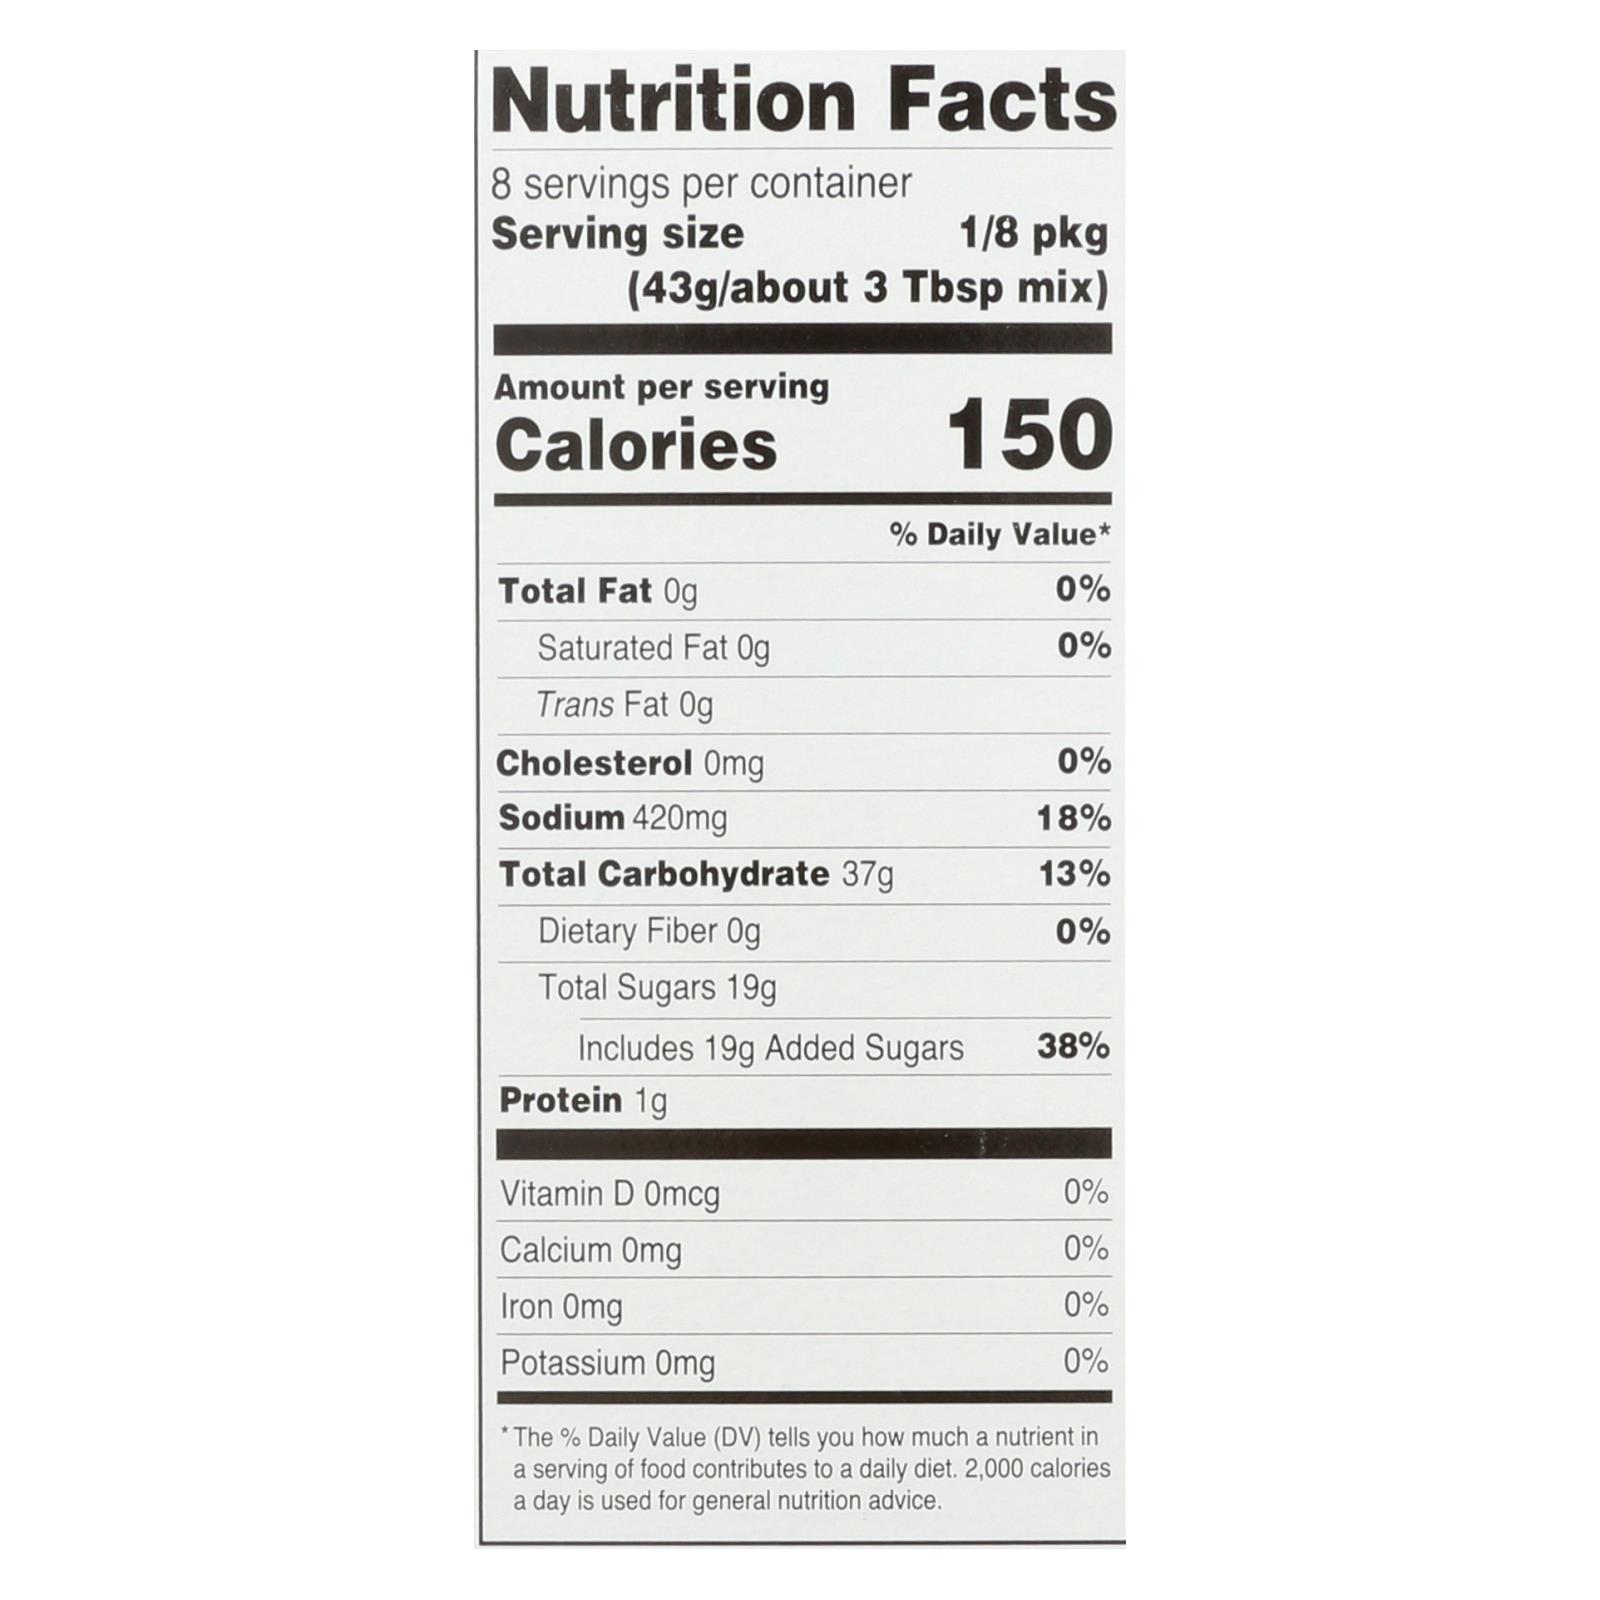 Nutrition Facts
8 servings per container
Serving size 1/8 pkg
(43g/about 3 Tbsp mix)
Amount per serving
Calories 150
% Daily Value*
Total Fat 0g 0%
Saturated Fat 0g 0%
Trans Fat 0g
Cholesterol 0mg 0%
Sodium 420mg 18%
Total Carbohydrate 37g 13%
Dietary Fiber 0g 0%
Total Sugars 19g
Includes 19g Added Sugars 38%
Protein 1g
Vitamin D 0mcg 0%
Calcium 0mg 0%
Iron 0mg 0%
Potassium 0mg 0%
* The % Daily Value (DV) tells you how much a nutrient in
a serving of food contributes to a daily diet. 2,000 calories
a day is used for general nutrition advice.